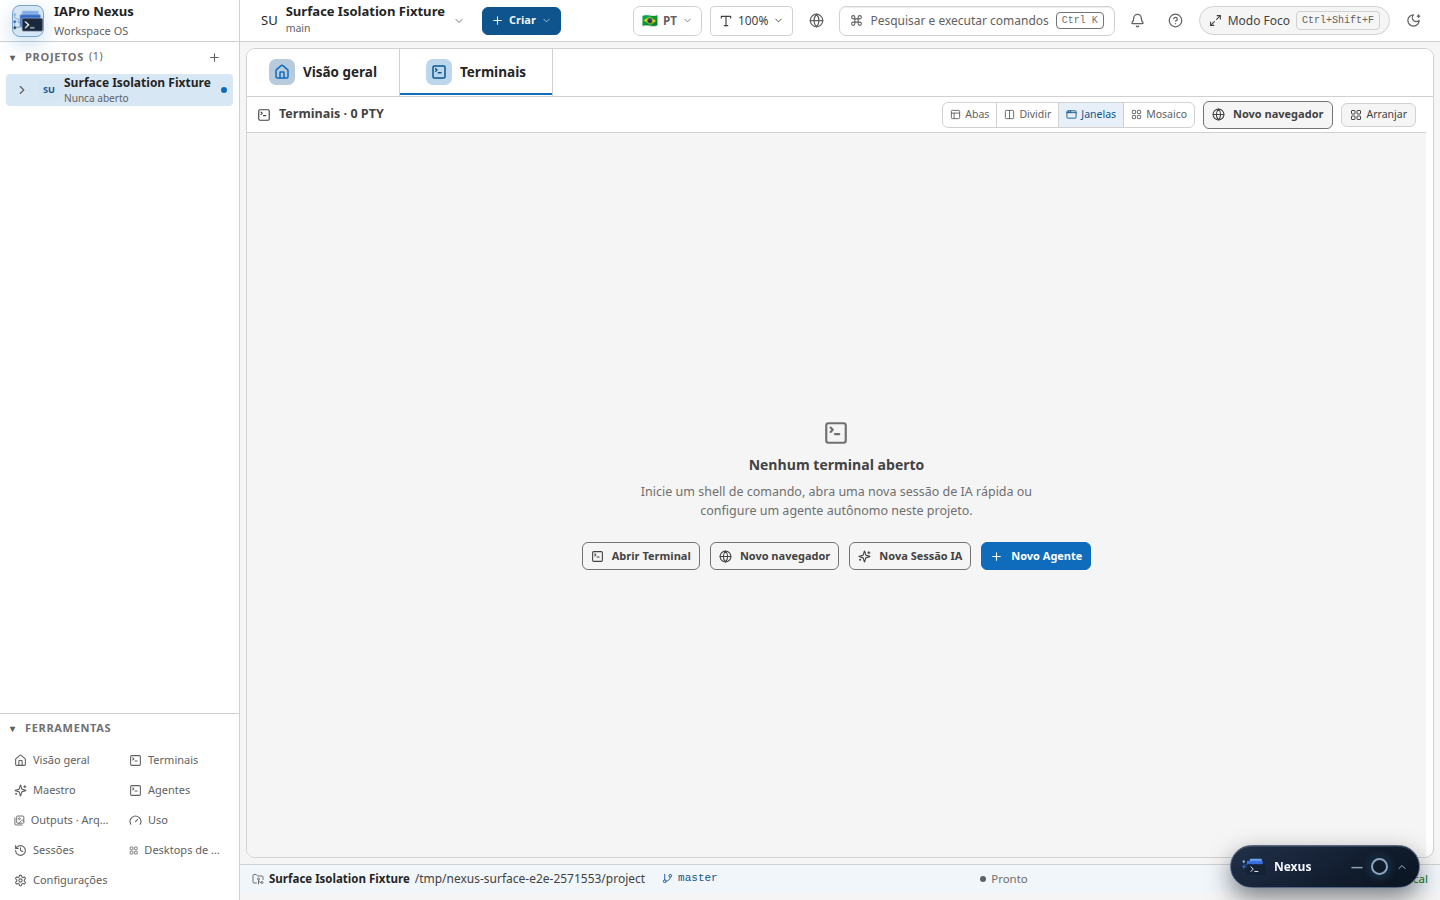 IAPro Nexus
Workspace OS
SU
Surface Isolation Fixture
main
Criar
PT
100%
Pesquisar e executar comandos
Ctrl K
Modo Foco
Ctrl+Shift+F
PROJETOS (1)
SU
Surface Isolation Fixture
Nunca aberto
Visão geral
Terminais
Terminais · 0 PTY
Abas
Dividir
Janelas
Mosaico
Novo navegador
Arranjar
Nenhum terminal aberto
Inicie um shell de comando, abra uma nova sessão de IA rápida ou
configure um agente autônomo neste projeto.
Abrir Terminal
Novo navegador
Nova Sessão IA
Novo Agente
FERRAMENTAS
Visão geral
Terminais
Maestro
Agentes
Outputs · Arq...
Uso
Sessões
Desktops de ...
Configurações
Surface Isolation Fixture /tmp/nexus-surface-e2e-2571553/project
master
Pronto
Nexus